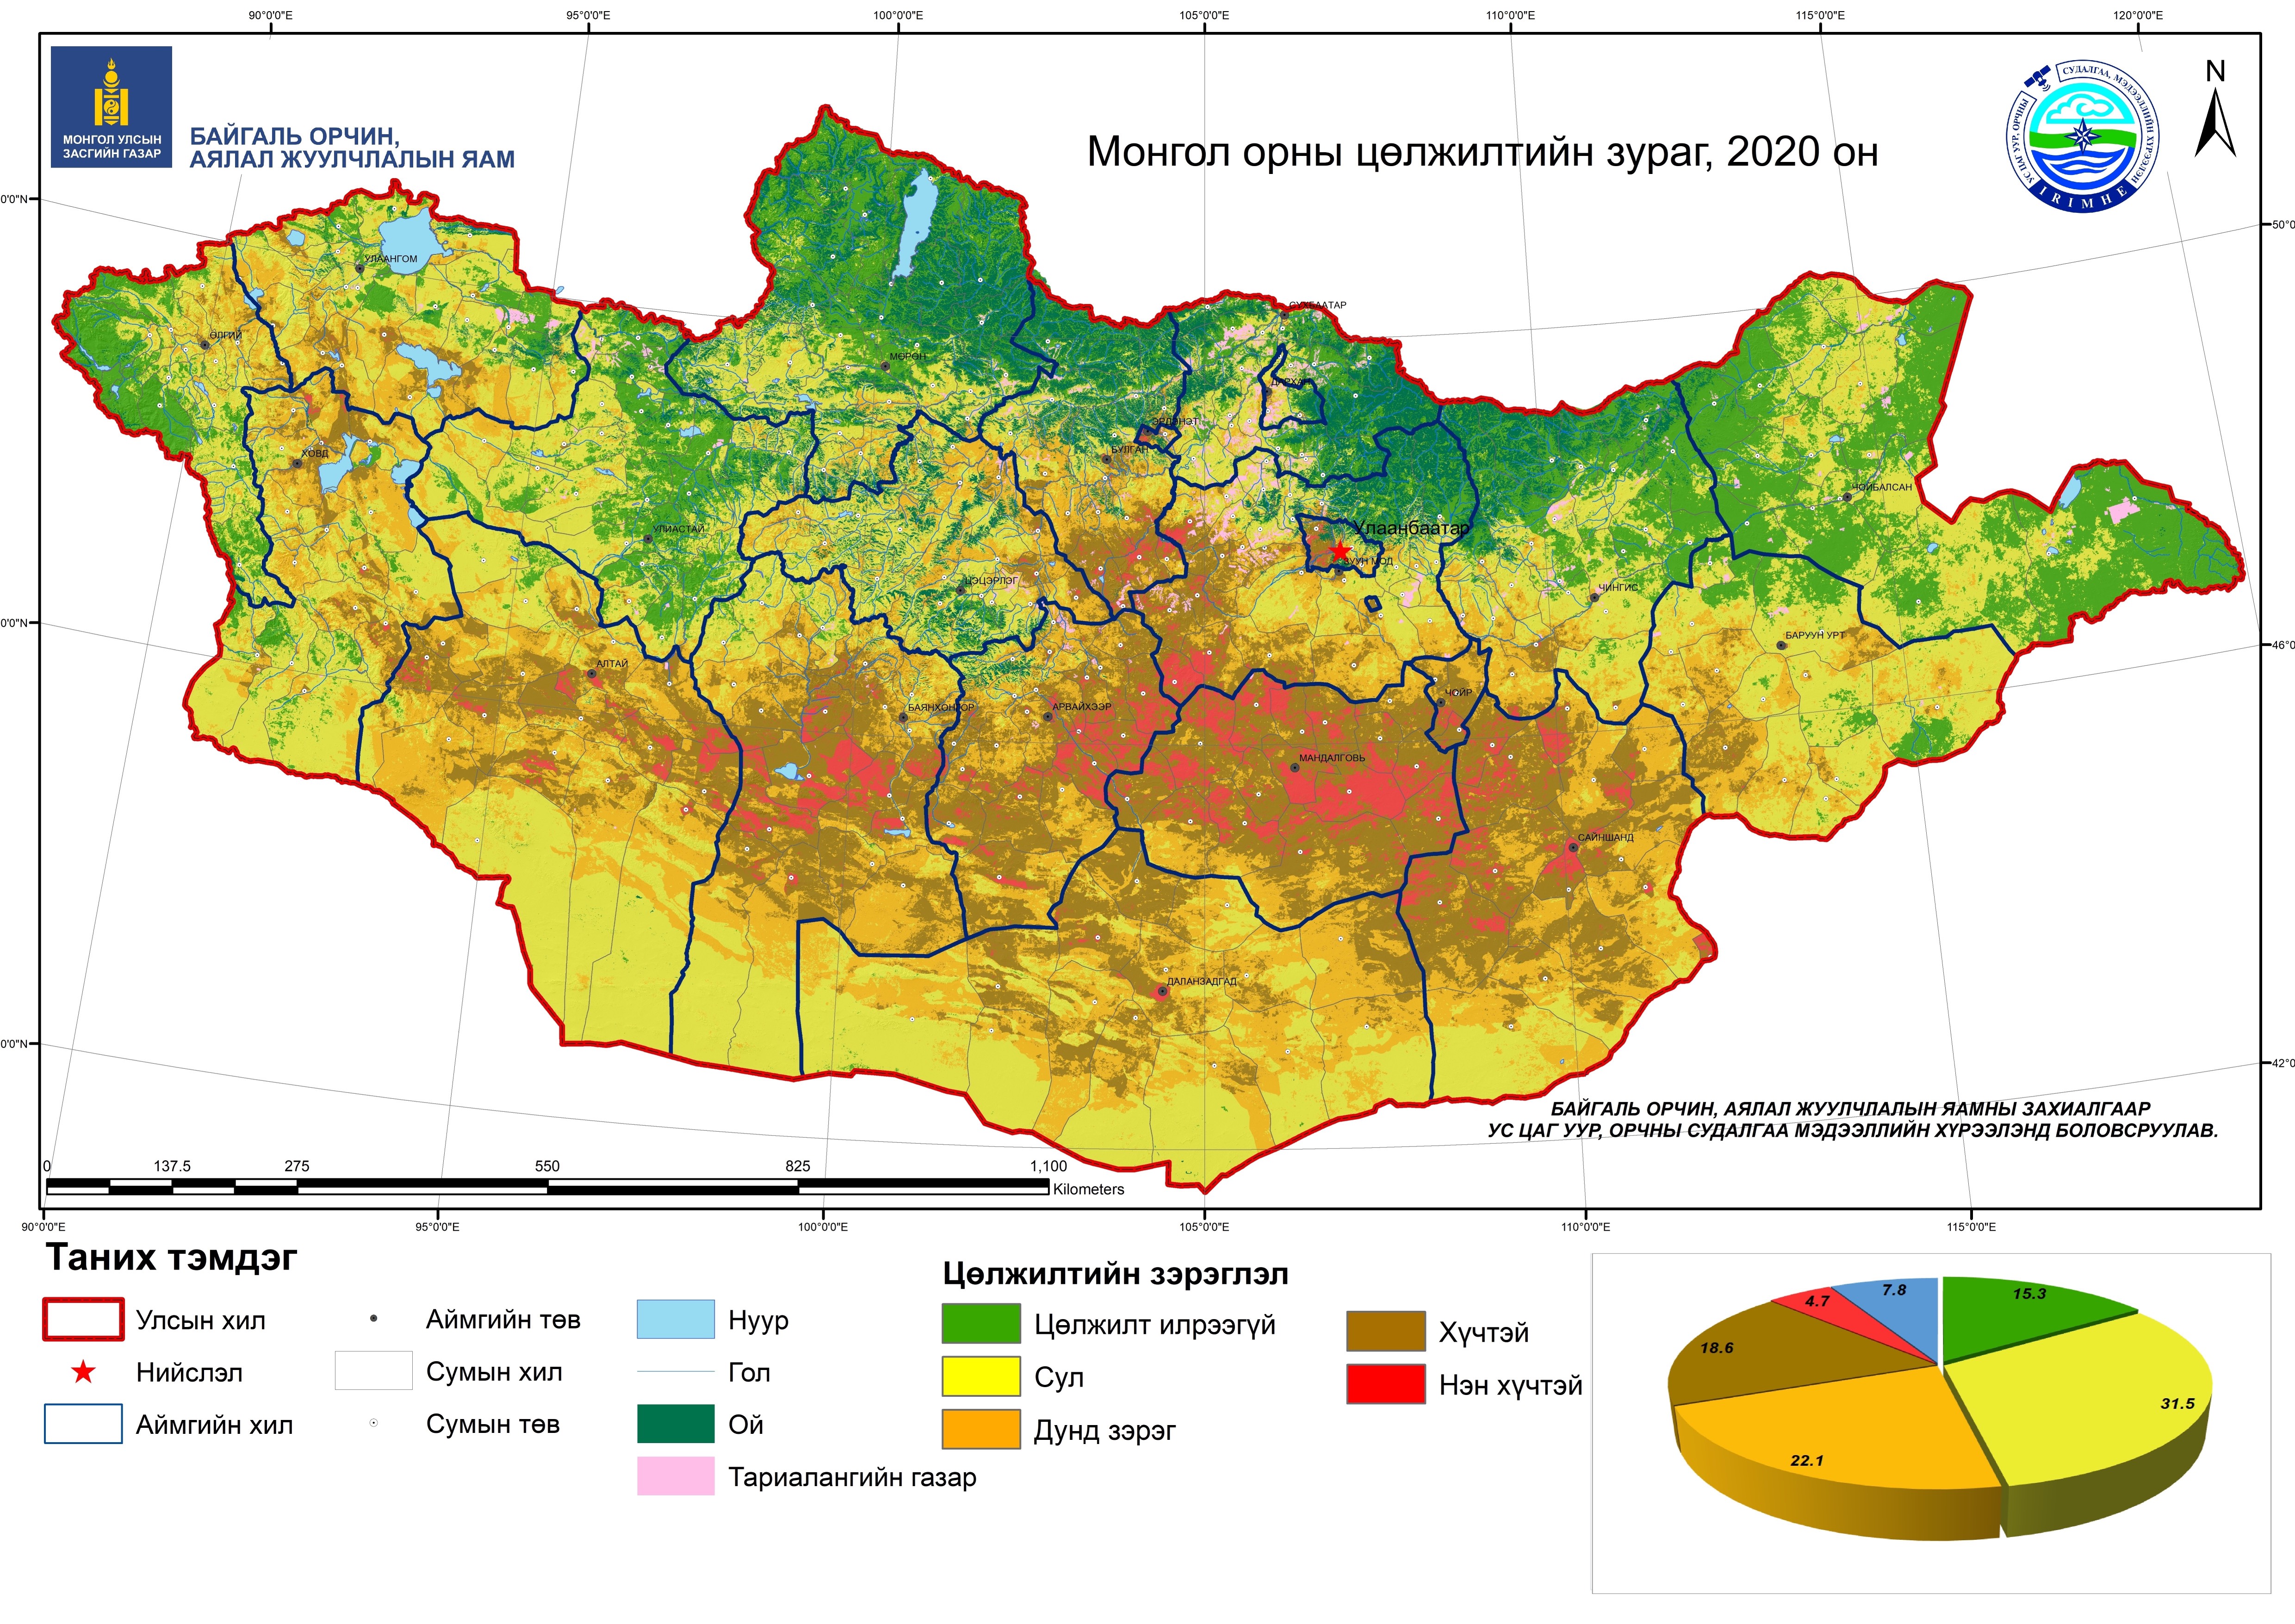 90°0'0"E
95°0'0"E
100°0'0"E
105°0'0"E
110°0'0"E
115°0'0"E
120°0'0"E
МОНГОЛ УЛСЫН
ЗАСГИЙН ГАЗАР
БАЙГАЛЬ ОРЧИН,
АЯЛАЛ ЖУУЛЧЛАЛЫН ЯАМ
Монгол орны цөлжилтийн зураг, 2020 он
УС ЦАГ УУР, ОРЧНЫ СУДАЛГАА, МЭДЭЭЛЛИЙН ХҮРЭЭЛЭН
IRIMHE
N
0'0"N
50°0
УЛААНГОМ
ӨЛГИЙ
СҮХБААТАР
МӨРӨН
ДАРХАН
ЭРДЭНЭТ
БУЛГАН
ХОВД
ЧОЙБАЛСАН
УЛИАСТАЙ
Улаанбаатар
ЗУУН МОД
ЦЭЦЭРЛЭГ
ЧИНГИС
0'0"N
БАРУУН УРТ
46°0
АЛТАЙ
ЧОЙР
БАЯНХОНГОР
АРВАЙХЭЭР
МАНДАЛГОВЬ
САЙНШАНД
ДАЛАНЗАДГАД
0'0"N
42°0
БАЙГАЛЬ ОРЧИН, АЯЛАЛ ЖУУЛЧЛАЛЫН ЯАМНЫ ЗАХИАЛГААР
УС ЦАГ УУР, ОРЧНЫ СУДАЛГАА МЭДЭЭЛЛИЙН ХҮРЭЭЛЭНД БОЛОВСРУУЛАВ.
0 137.5 275 550 825 1,100
Kilometers
90°0'0"E
95°0'0"E
100°0'0"E
105°0'0"E
110°0'0"E
115°0'0"E
Таних тэмдэг
Улсын хил
Нийслэл
Аймгийн хил
Аймгийн төв
Сумын хил
Сумын төв
Нуур
Гол
Ой
Тариалангийн газар
Цөлжилтийн зэрэглэл
Цөлжилт илрээгүй
Сул
Дунд зэрэг
Хүчтэй
Нэн хүчтэй
7.8
15.3
4.7
18.6
31.5
22.1